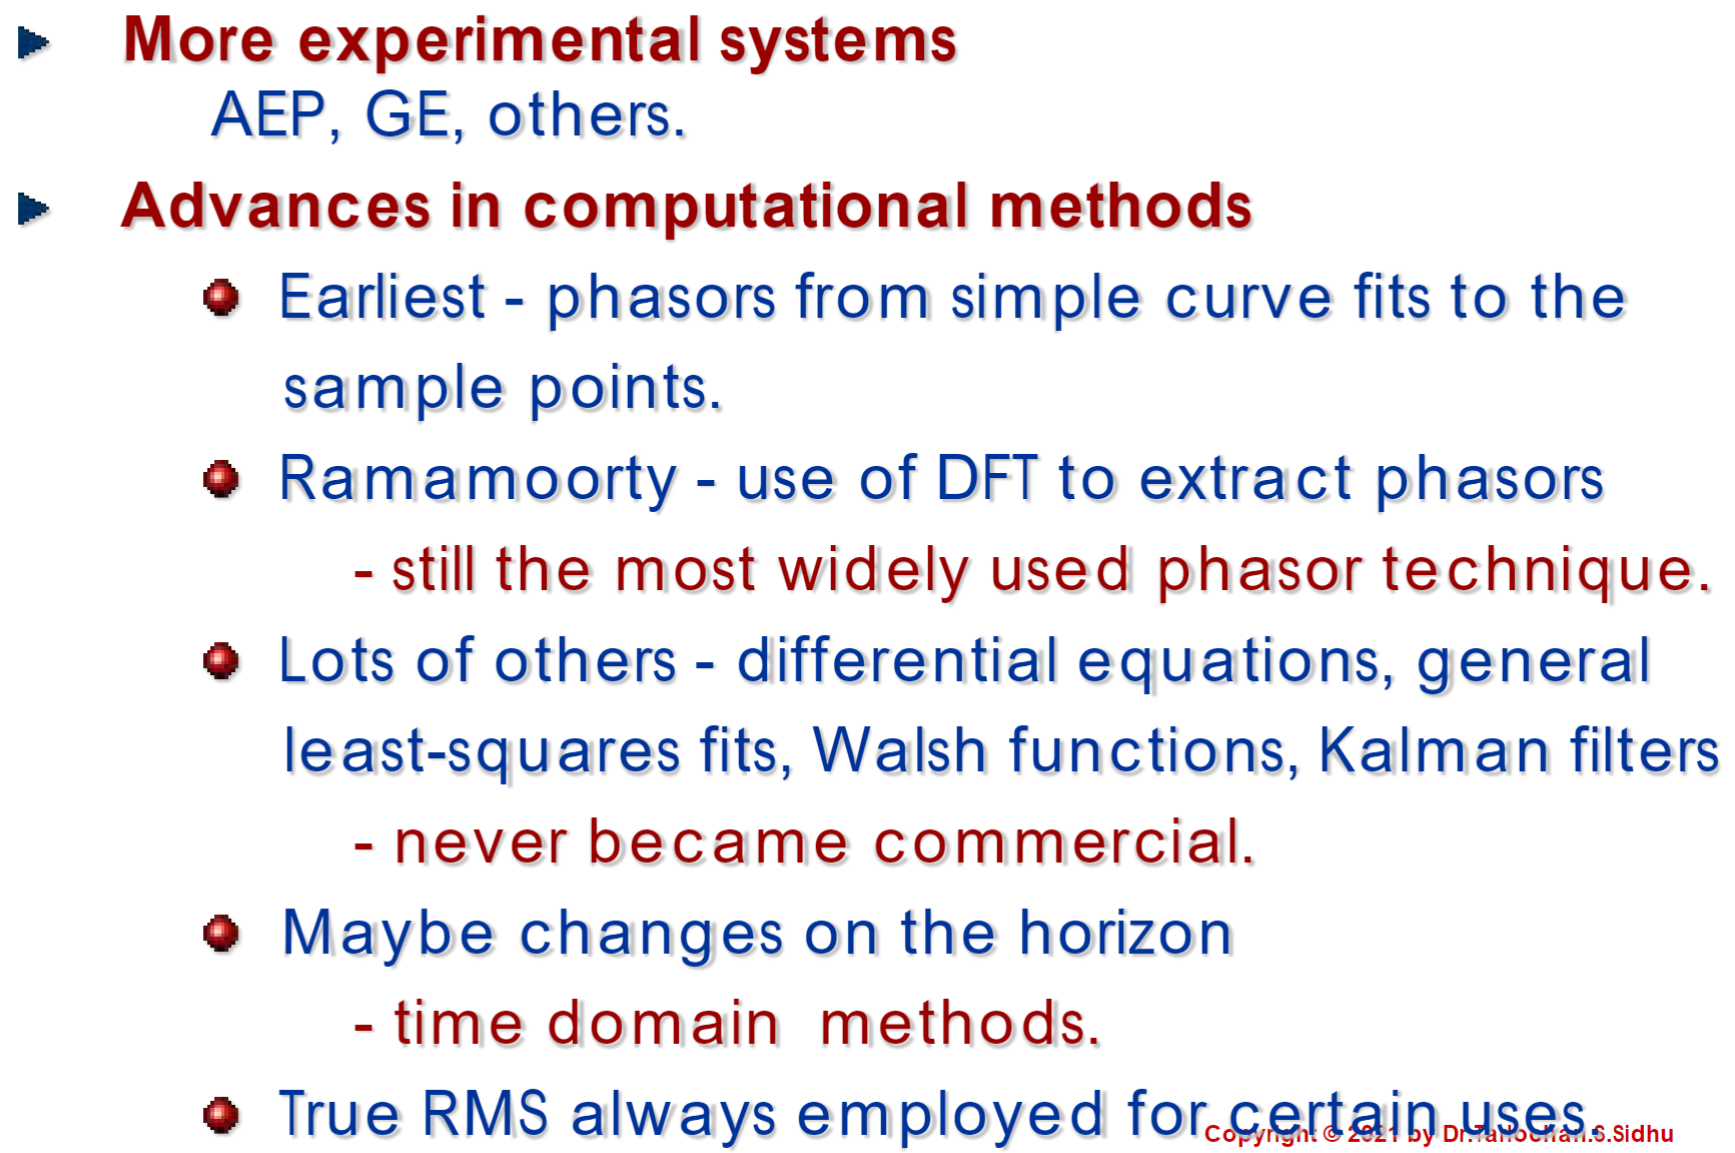 More experimental systems
AEP, GE, others.
Advances in computational methods
Earliest - phasors from simple curve fits to the
sample points.
Ramamoorty - use of DFT to extract phasors
- still the most widely used phasor technique.
Lots of others - differential equations, general
least-squares fits, Walsh functions, Kalman filters
- never became commercial.
Maybe changes on the horizon
- time domain methods.
True RMS always employed for certain uses.
Copyright © 2021 by Dr.Tarlochan.S.Sidhu